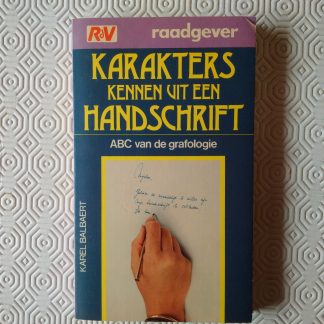 R&V raadgever
KARAKTERS
KENNEN UIT EEN
HANDSCHRIFT
ABC van de grafologie
KAREL BALBAERT